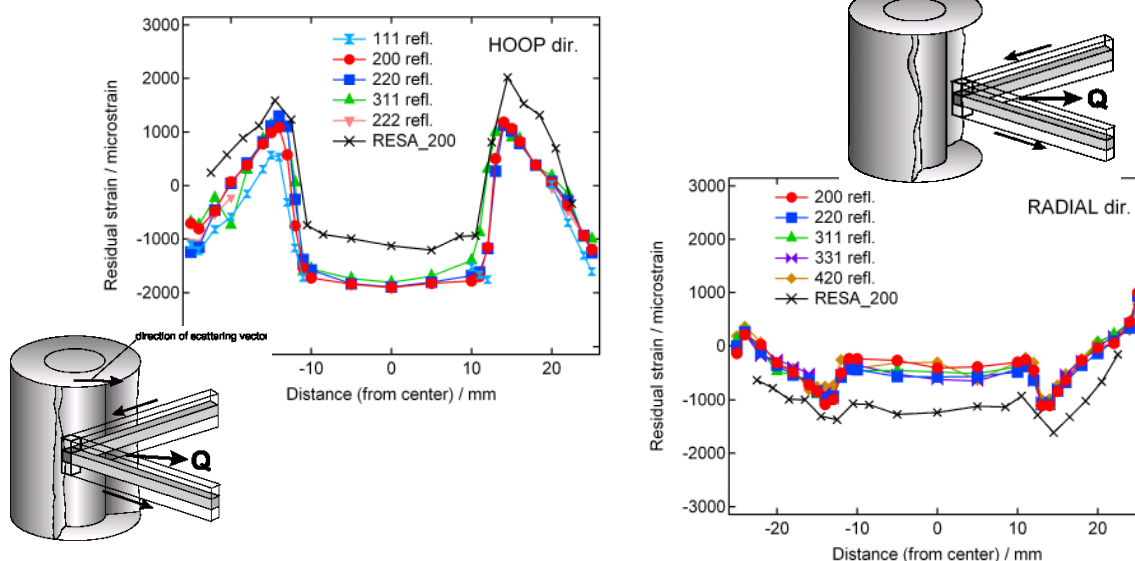 3000
2000
1000
0
-1000
-2000
Residual strain / microstrain
111 refl.
200 refl.
220 refl.
311 refl.
222 refl.
RESA_200
HOOP dir.
-10
0
10
20
Distance (from center) / mm
direction of scattering vector
Q
Q
3000
2000
1000
0
-1000
-2000
-3000
Residual strain / microstrain
200 refl.
220 refl.
311 refl.
331 refl.
420 refl.
RESA_200
RADIAL dir.
-20
-10
0
10
20
Distance (from center) / mm